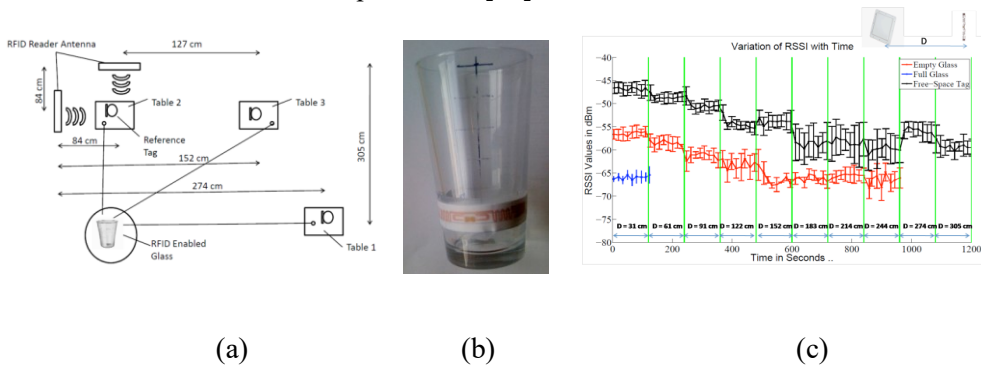 RFID Reader Antenna
127 cm
84 cm
Table 2
Table 3
Reference
Tag
84 cm
152 cm
305 cm
274 cm
RFID Enabled
Glass
Table 1
D
Variation of RSSI with Time
Empty Glass
Full Glass
Free-Space Tag
RSSI Values in dBm
-40
-45
-50
-55
-60
-65
-70
-75
-80
D = 31 cm D = 61 cm D = 91 cm D = 122 cm D = 152 cm D = 183 cm D = 214 cm D = 244 cm D = 274 cm D = 305 cm
0 200 400 600 800 1000 1200
Time in Seconds ..
(a) (b) (c)